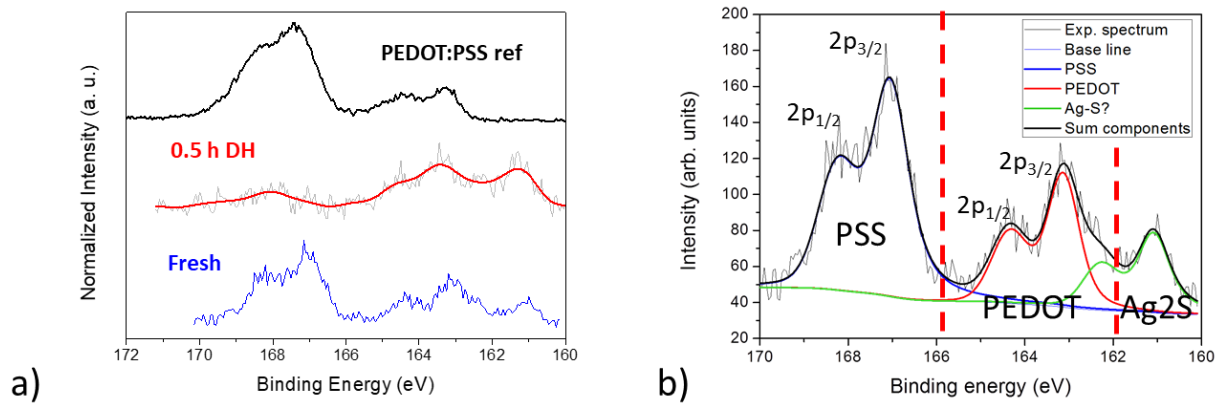 PEDOT:PSS ref
0.5 h DH
Fresh
Normalized Intensity (a. u.)
172 170 168 166 164 162 160
Binding Energy (eV)
a)
200
180
160
140
120
100
80
60
40
20
Intensity (arb. units)
2p3/2
2p1/2
PSS
2p3/2
2p1/2
PEDOT
Ag2S
Exp. spectrum
Base line
PSS
PEDOT
Ag-S?
Sum components
170 168 166 164 162 160
Binding energy (eV)
b)